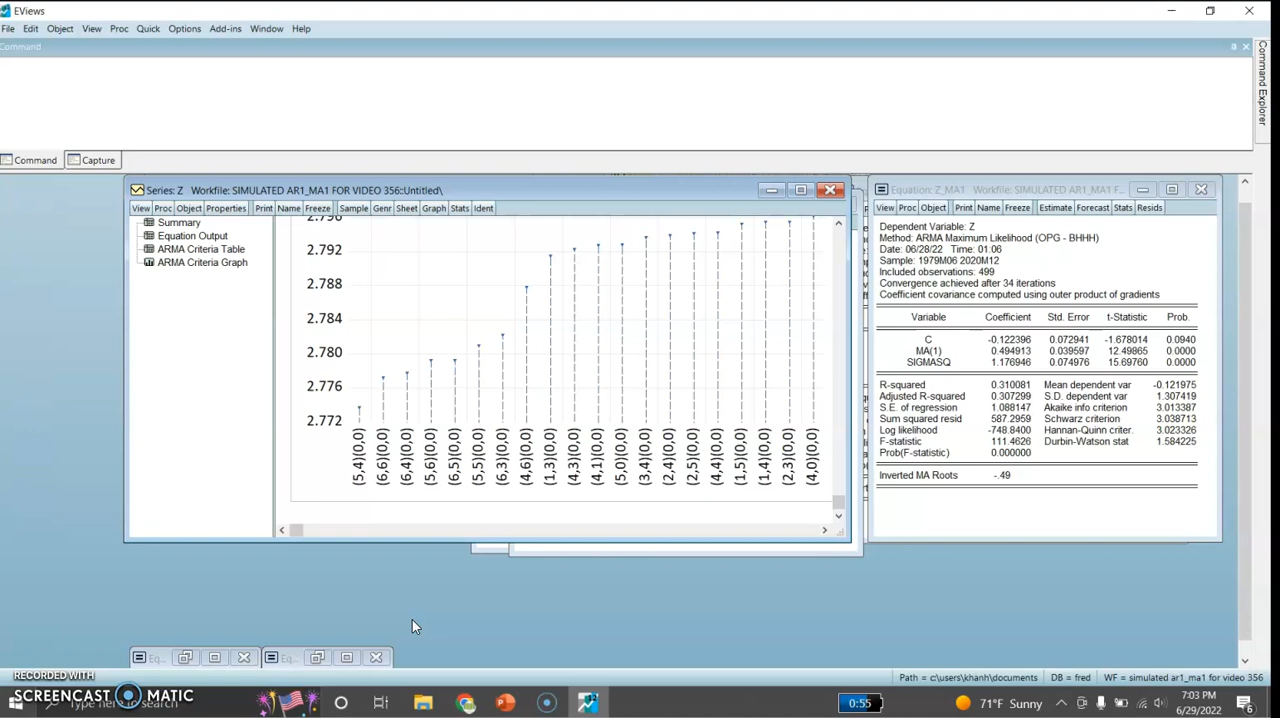 EViews
File Edit Object View Proc Quick Options Add-ins Window Help
Command
Command Explorer
Command Capture
Series: Z Workfile: SIMULATED AR1_MA1 FOR VIDEO 356::Untitled\
View Proc Object Properties Print Name Freeze Sample Genr Sheet Graph Stats Ident
Summary
Equation Output
ARMA Criteria Table
ARMA Criteria Graph
2.796
2.792
2.788
2.784
2.780
2.776
2.772
(5,4)(0,0) (6,6)(0,0) (6,4)(0,0) (5,6)(0,0) (6,5)(0,0) (5,5)(0,0) (6,3)(0,0) (4,6)(0,0) (1,3)(0,0) (4,3)(0,0) (4,1)(0,0) (5,0)(0,0) (3,4)(0,0) (2,4)(0,0) (2,5)(0,0) (4,4)(0,0) (1,5)(0,0) (1,4)(0,0) (2,3)(0,0) (4,0)(0,0)
Equation: Z_MA1 Workfile: SIMULATED AR1_MA1 F...
View Proc Object Print Name Freeze Estimate Forecast Stats Resids
Dependent Variable: Z
Method: ARMA Maximum Likelihood (OPG - BHHH)
Date: 06/28/22 Time: 01:06
Sample: 1979M06 2020M12
Included observations: 499
Convergence achieved after 34 iterations
Coefficient covariance computed using outer product of gradients
Variable Coefficient Std. Error t-Statistic Prob.
C -0.122396 0.072941 -1.678014 0.0940
MA(1) 0.494913 0.039597 12.49865 0.0000
SIGMASQ 1.176946 0.074976 15.69760 0.0000
R-squared 0.310081 Mean dependent var -0.121975
Adjusted R-squared 0.307299 S.D. dependent var 1.307419
S.E. of regression 1.088147 Akaike info criterion 3.013387
Sum squared resid 587.2959 Schwarz criterion 3.038713
Log likelihood -748.8400 Hannan-Quinn criter. 3.023326
F-statistic 111.4626 Durbin-Watson stat 1.584225
Prob(F-statistic) 0.000000
Inverted MA Roots -.49
Eq... Eq...
RECORDED WITH
SCREENCAST MATIC
Type here to search
Path = c:\users\khanh\documents DB = fred WF = simulated ar1_ma1 for video 356
0:55
71°F Sunny
7:03 PM
6/29/2022
6